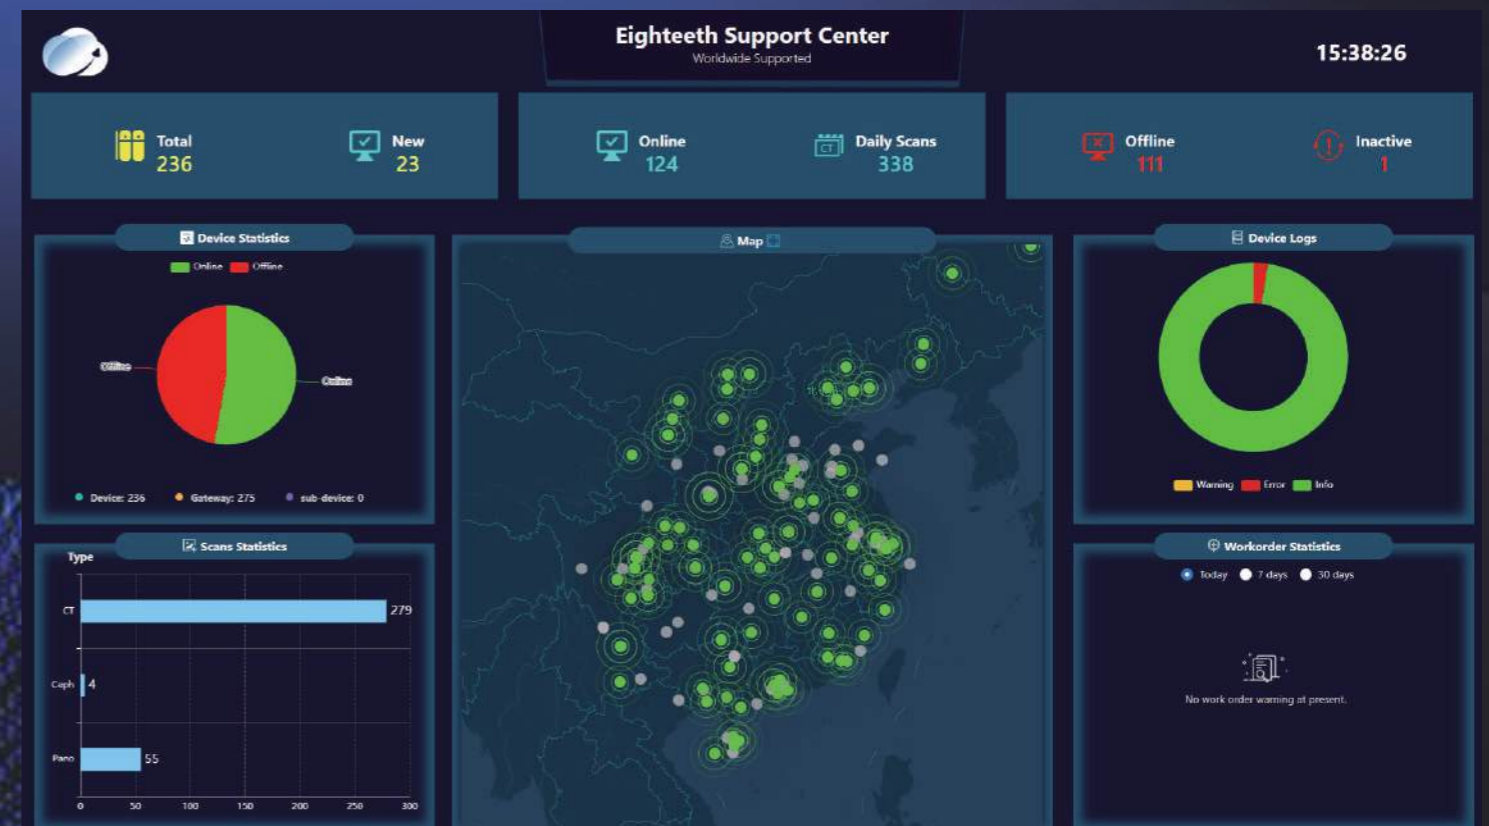 Eighteeth Support Center
Worldwide Supported
15:38:26
Total
236
New
23
Online
124
CT
Daily Scans
338
Offline
111
Inactive
1
Device Statistics
Online Offline
Offline
Online
Device: 236 Gateway: 275 sub-device: 0
Scans Statistics
Type
CT
279
Ceph
4
Pano
55
0 50 100 150 200 250 300
Map
Device Logs
Warning Error Info
Workorder Statistics
Today 7 days 30 days
No work order warning at present.